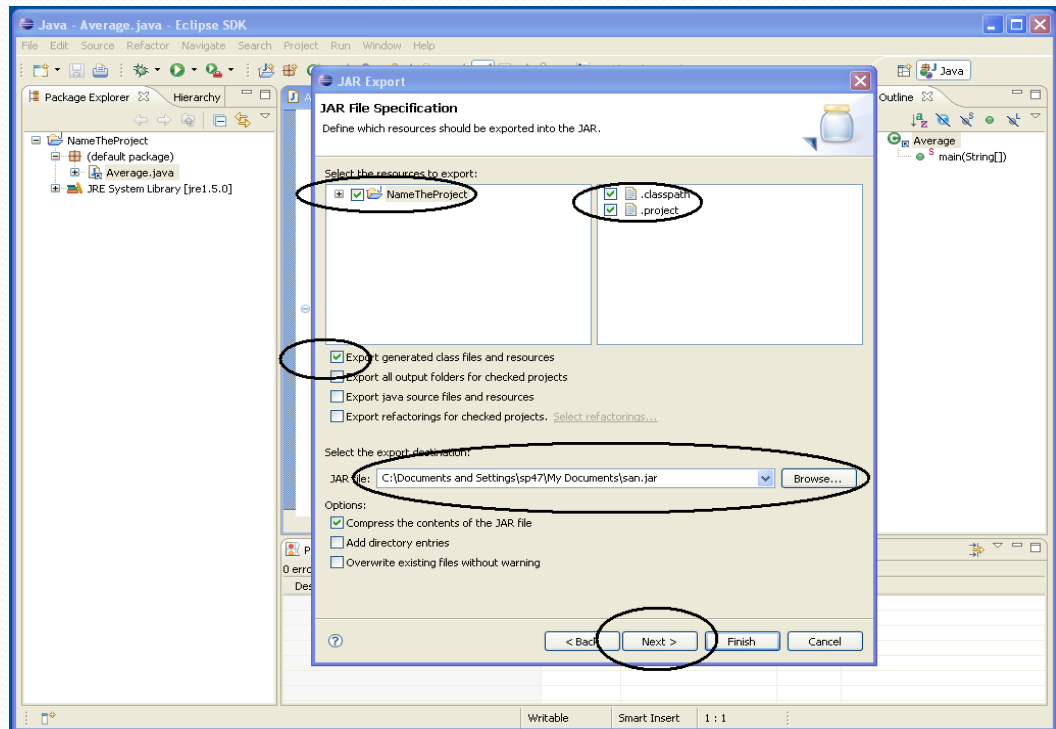 Java - Average.java - Eclipse SDK
File Edit Source Refactor Navigate Search Project Run Window Help
Java
Package Explorer
Hierarchy
NameTheProject
(default package)
Average.java
JRE System Library [jre1.5.0]
JAR Export
JAR File Specification
Define which resources should be exported into the JAR.
Select the resources to export:
NameTheProject
.classpath
.project
Export generated class files and resources
Export all output folders for checked projects
Export java source files and resources
Export refactorings for checked projects. Select refactorings...
Select the export destination:
JAR file: C:\Documents and Settings\sp47\My Documents\san.jar Browse...
Options:
Compress the contents of the JAR file
Add directory entries
Overwrite existing files without warning
< Back Next > Finish Cancel
Outline
Average
main(String[])
Writable Smart Insert 1 : 1